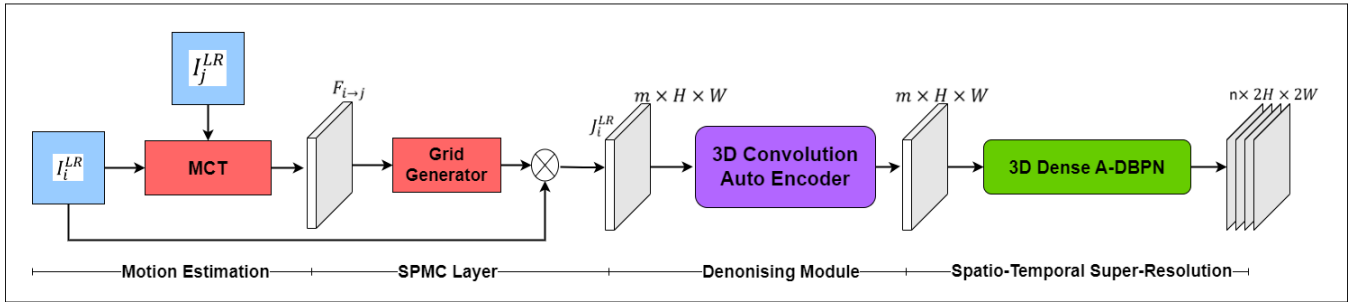 I_j^{LR}
I_i^{LR}
MCT
F_{i→j}
Grid
Generator
J_i^{LR}
m × H × W
3D Convolution
Auto Encoder
m × H × W
3D Dense A-DBPN
n× 2H × 2W
Motion Estimation
SPMC Layer
Denonising Module
Spatio-Temporal Super-Resolution